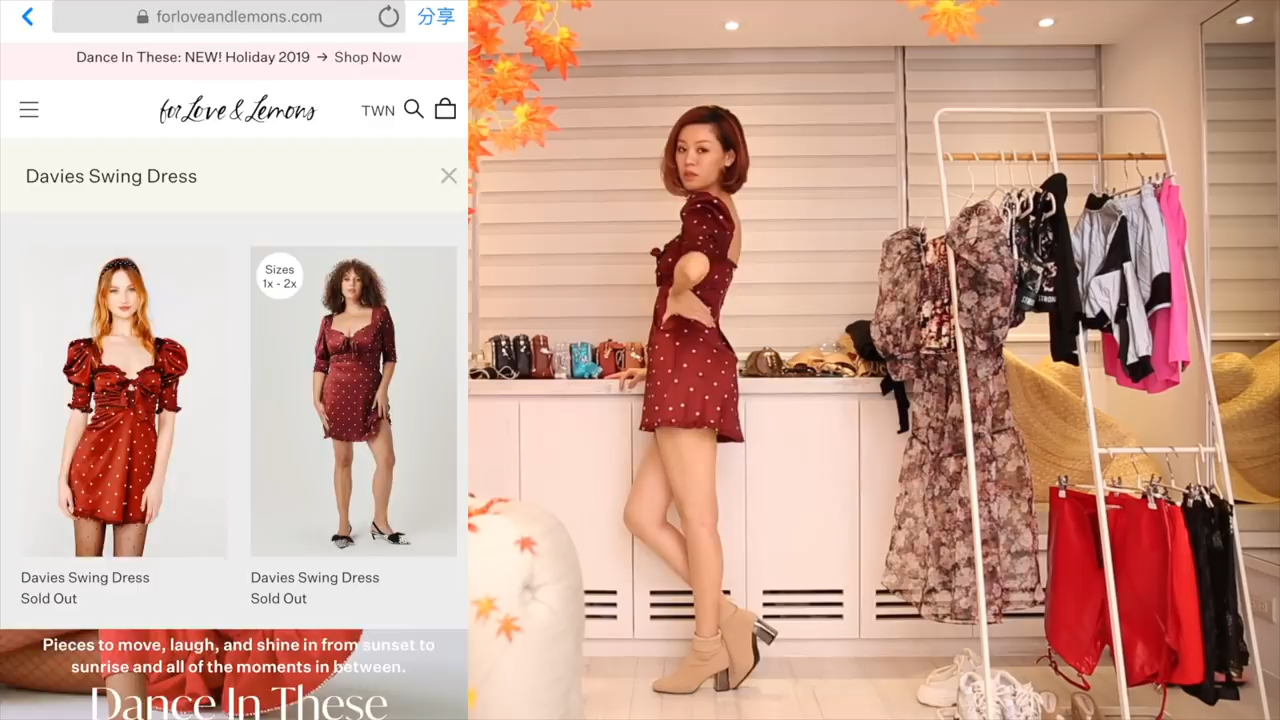 forloveandlemons.com
分享
Dance In These: NEW! Holiday 2019 → Shop Now
for Love & Lemons
TWN
Davies Swing Dress
Sizes
1x - 2x
Davies Swing Dress
Sold Out
Davies Swing Dress
Sold Out
Pieces to move, laugh, and shine in from sunset to
sunrise and all of the moments in between.
Dance In These